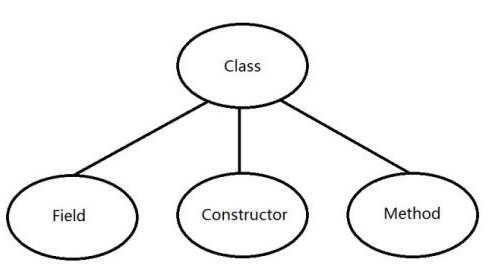 Class
Field
Constructor
Method